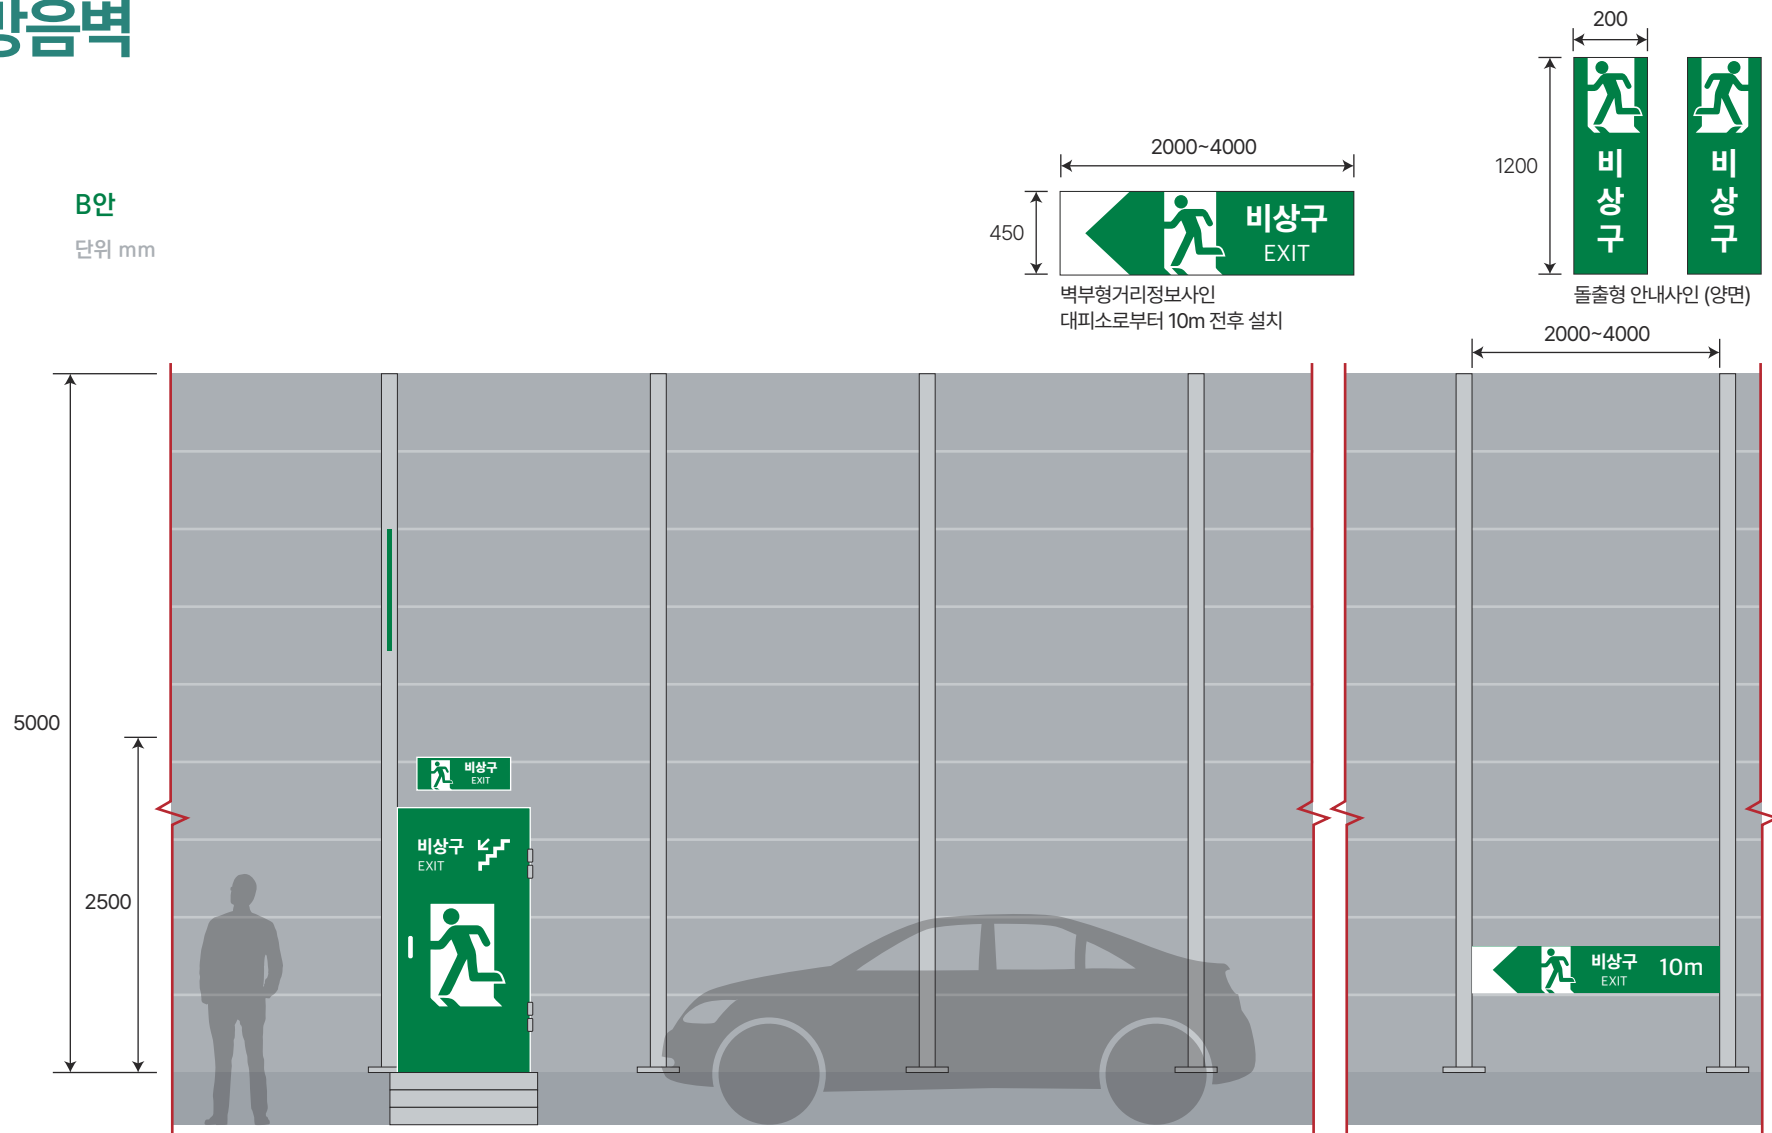 방음벽
B안
단위 mm
2000~4000
450
비상구
EXIT
벽부형거리정보사인
대피소로부터 10m 전후 설치
200
1200
비
상
구
비
상
구
돌출형 안내사인 (양면)
2000~4000
5000
2500
비상구
EXIT
비상구
EXIT
비상구
EXIT
10m